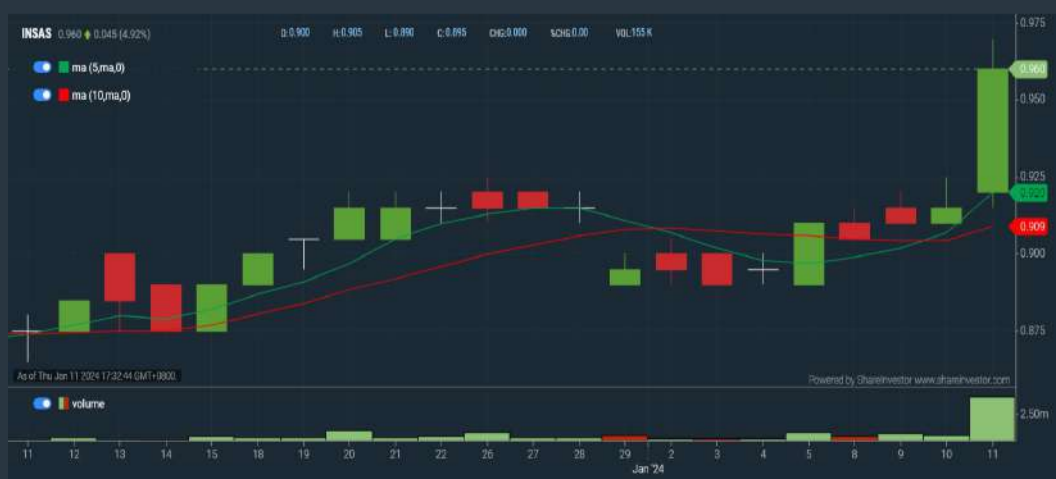 INSAS 0.960 0.045 (4.92%) O:0.900 H:0.905 L:0.890 C:0.895 CHG:0.000 %CHG:0.00 VOL:155 K
ma (5,ma,0)
ma (10,ma,0)
0.975
0.960
0.950
0.925
0.920
0.909
0.900
0.875
As of Thu Jan 11 2024 17:32:44 GMT+0800.
Powered by ShareInvestor www.shareinvestor.com
volume
2.50m
11 12 13 14 15 18 19 20 21 22 26 27 28 29 2 3 4 5 8 9 10 11
Jan '24